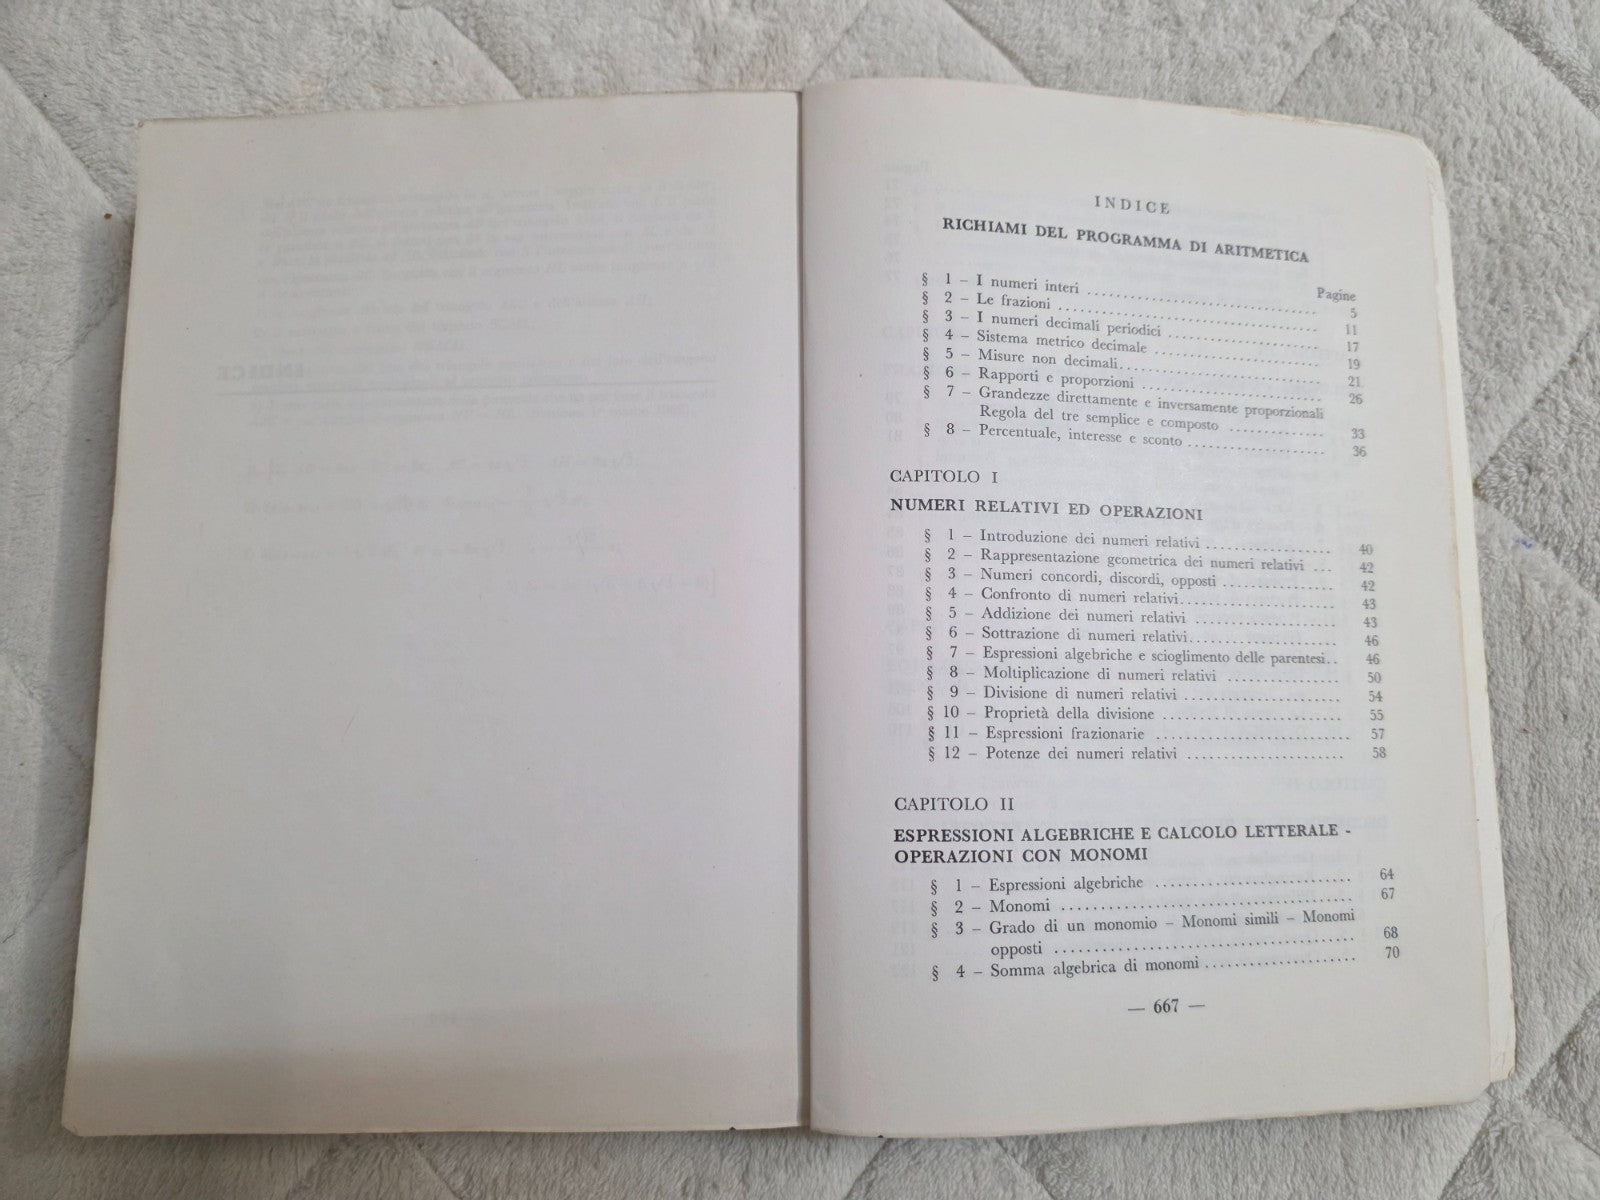 INDICE
RICHIAMI DEL PROGRAMMA DI ARITMETICA
Pagine
§ 1 – I numeri interi .......... 5
§ 2 – Le frazioni .......... 11
§ 3 – I numeri decimali periodici .......... 17
§ 4 – Sistema metrico decimale .......... 19
§ 5 – Misure non decimali .......... 21
§ 6 – Rapporti e proporzioni .......... 26
§ 7 – Grandezze direttamente e inversamente proporzionali
Regola del tre semplice e composto .......... 33
§ 8 – Percentuale, interesse e sconto .......... 36
CAPITOLO I
NUMERI RELATIVI ED OPERAZIONI
§ 1 – Introduzione dei numeri relativi .......... 40
§ 2 – Rappresentazione geometrica dei numeri relativi ... 42
§ 3 – Numeri concordi, discordi, opposti .......... 42
§ 4 – Confronto di numeri relativi .......... 43
§ 5 – Addizione dei numeri relativi .......... 43
§ 6 – Sottrazione di numeri relativi .......... 46
§ 7 – Espressioni algebriche e scioglimento delle parentesi.. 46
§ 8 – Moltiplicazione di numeri relativi .......... 50
§ 9 – Divisione di numeri relativi .......... 54
§ 10 – Proprietà della divisione .......... 55
§ 11 – Espressioni frazionarie .......... 57
§ 12 – Potenze dei numeri relativi .......... 58
CAPITOLO II
ESPRESSIONI ALGEBRICHE E CALCOLO LETTERALE -
OPERAZIONI CON MONOMI
§ 1 – Espressioni algebriche .......... 64
§ 2 – Monomi .......... 67
§ 3 – Grado di un monomio – Monomi simili – Monomi
opposti .......... 68
§ 4 – Somma algebrica di monomi .......... 70
— 667 —